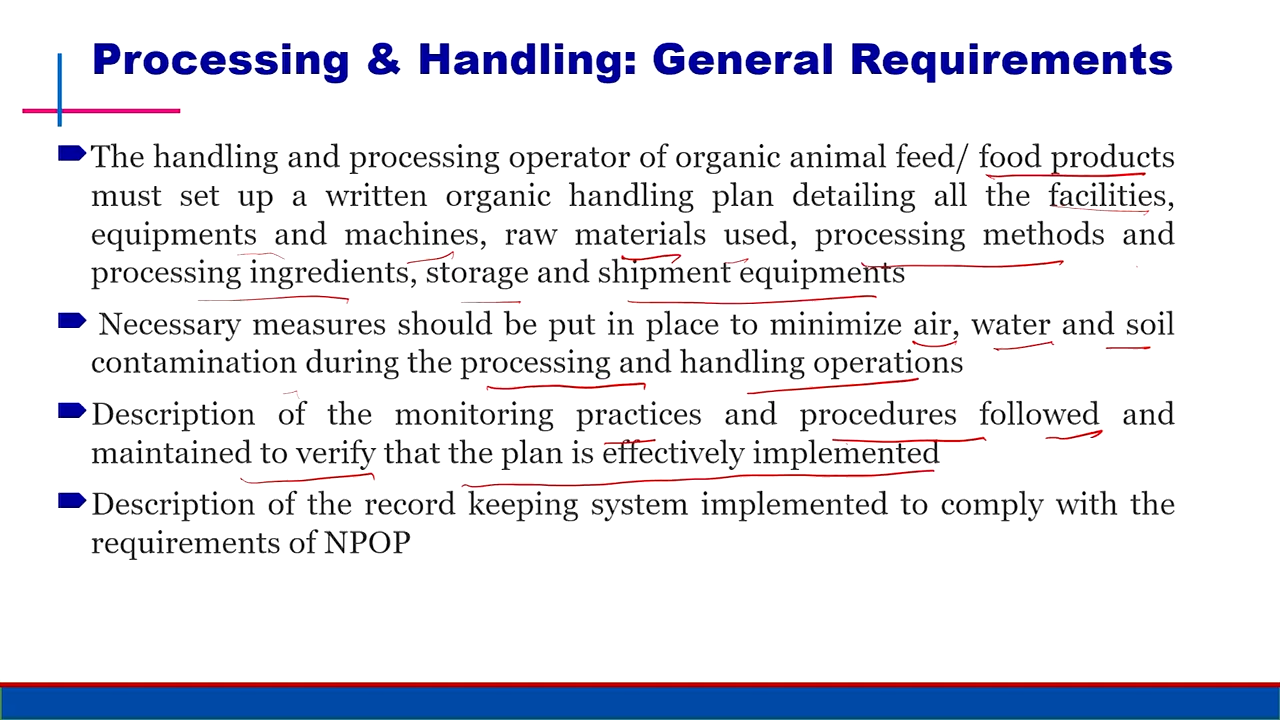 Processing & Handling: General Requirements
The handling and processing operator of organic animal feed/ food products
must set up a written organic handling plan detailing all the facilities,
equipments and machines, raw materials used, processing methods and
processing ingredients, storage and shipment equipments
Necessary measures should be put in place to minimize air, water and soil
contamination during the processing and handling operations
Description of the monitoring practices and procedures followed and
maintained to verify that the plan is effectively implemented
Description of the record keeping system implemented to comply with the
requirements of NPOP